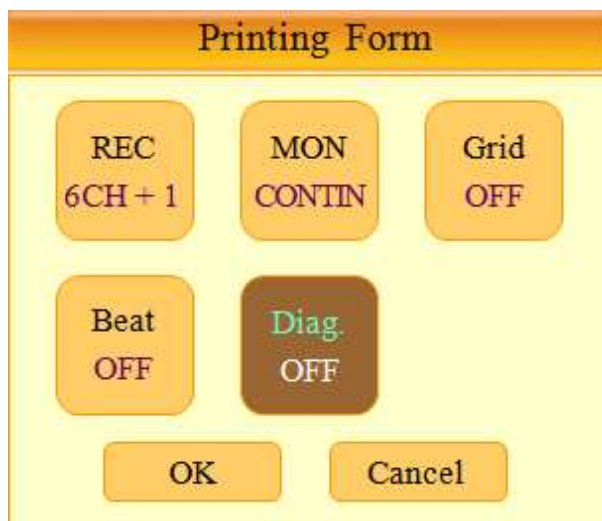 Printing Form
REC
6CH + 1
MON
CONTIN
Grid
OFF
Beat
OFF
Diag.
OFF
OK
Cancel